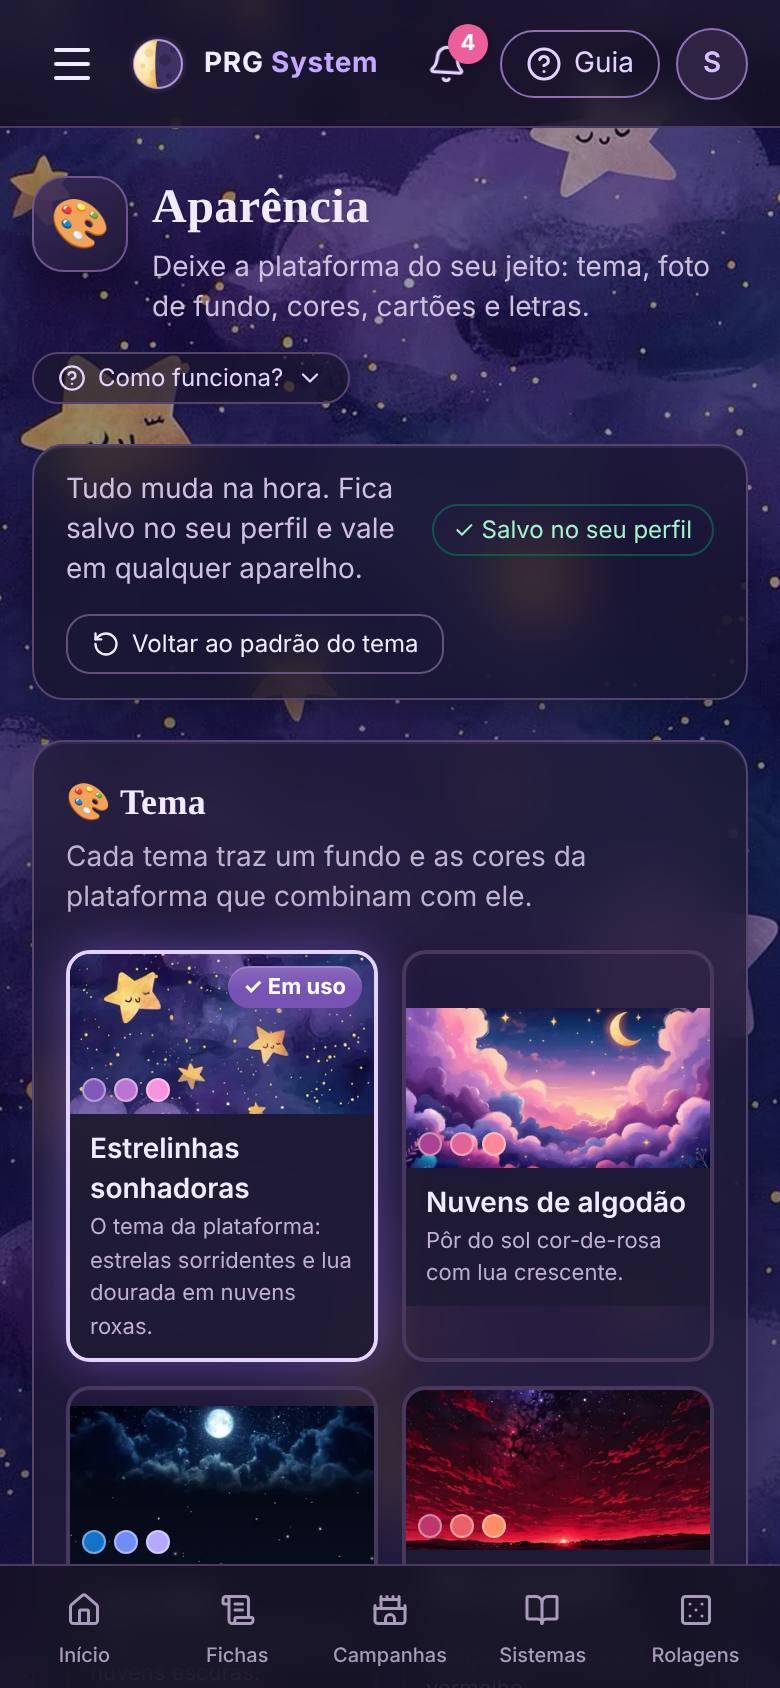 PRG System
4
Guia
S
Aparência
Deixe a plataforma do seu jeito: tema, foto
de fundo, cores, cartões e letras.
Como funciona?
Tudo muda na hora. Fica
salvo no seu perfil e vale
em qualquer aparelho.
✓ Salvo no seu perfil
Voltar ao padrão do tema
Tema
Cada tema traz um fundo e as cores da
plataforma que combinam com ele.
✓ Em uso
Estrelinhas
sonhadoras
O tema da plataforma:
estrelas sorridentes e lua
dourada em nuvens
roxas.
Nuvens de algodão
Pôr do sol cor-de-rosa
com lua crescente.
Início
Fichas
Campanhas
Sistemas
Rolagens
nuvens escuras.
vermelho